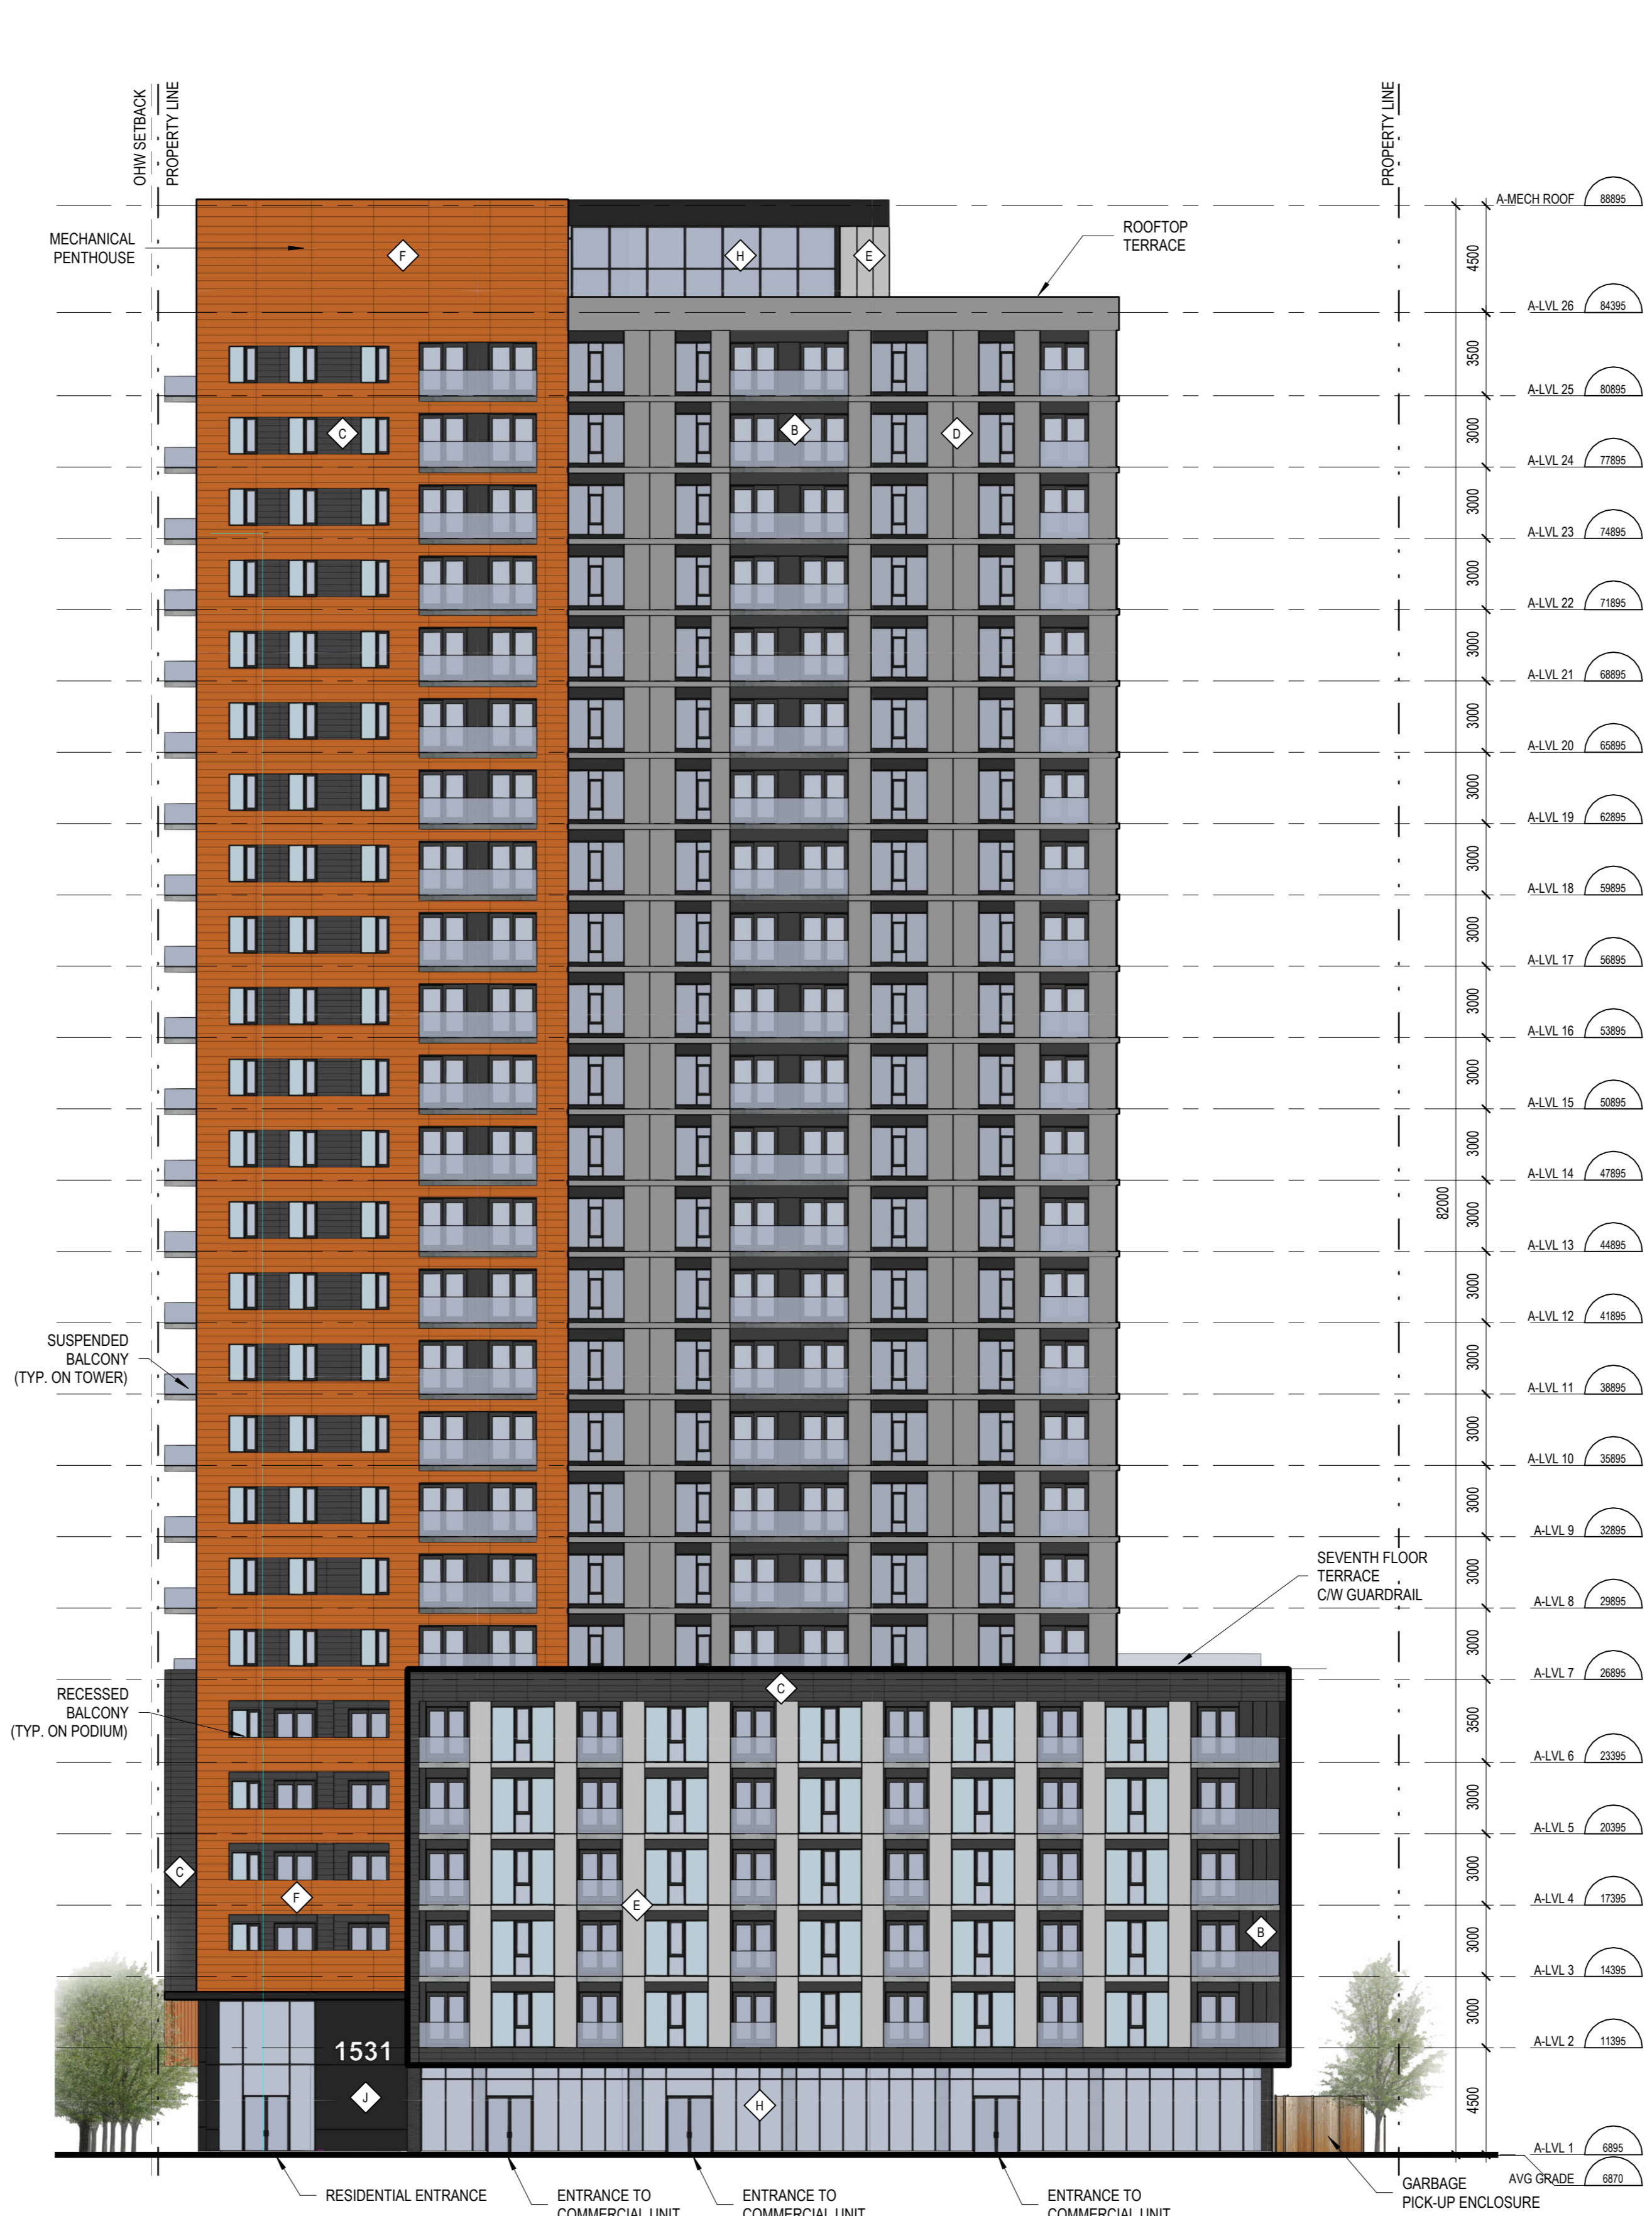 OHW SETBACK
PROPERTY LINE
PROPERTY LINE
MECHANICAL
PENTHOUSE
F
H
E
ROOFTOP
TERRACE
A-MECH ROOF 88895
4500
A-LVL 26 84395
3500
A-LVL 25 80895
C
B
D
3000
A-LVL 24 77895
3000
A-LVL 23 74895
3000
A-LVL 22 71895
3000
A-LVL 21 68895
3000
A-LVL 20 65895
3000
A-LVL 19 62895
3000
A-LVL 18 59895
3000
A-LVL 17 56895
3000
A-LVL 16 53895
3000
A-LVL 15 50895
3000
A-LVL 14 47895
82000
3000
A-LVL 13 44895
3000
A-LVL 12 41895
SUSPENDED
BALCONY
(TYP. ON TOWER)
3000
A-LVL 11 38895
3000
A-LVL 10 35895
3000
A-LVL 9 32895
SEVENTH FLOOR
TERRACE
C/W GUARDRAIL
3000
A-LVL 8 29895
3000
A-LVL 7 26895
RECESSED
BALCONY
(TYP. ON PODIUM)
C
3500
A-LVL 6 23395
3000
A-LVL 5 20395
C
F
E
3000
A-LVL 4 17395
B
3000
A-LVL 3 14395
3000
A-LVL 2 11395
1531
J
H
4500
A-LVL 1 6895
AVG GRADE 6870
RESIDENTIAL ENTRANCE
ENTRANCE TO
COMMERCIAL UNIT
ENTRANCE TO
COMMERCIAL UNIT
ENTRANCE TO
COMMERCIAL UNIT
GARBAGE
PICK-UP ENCLOSURE